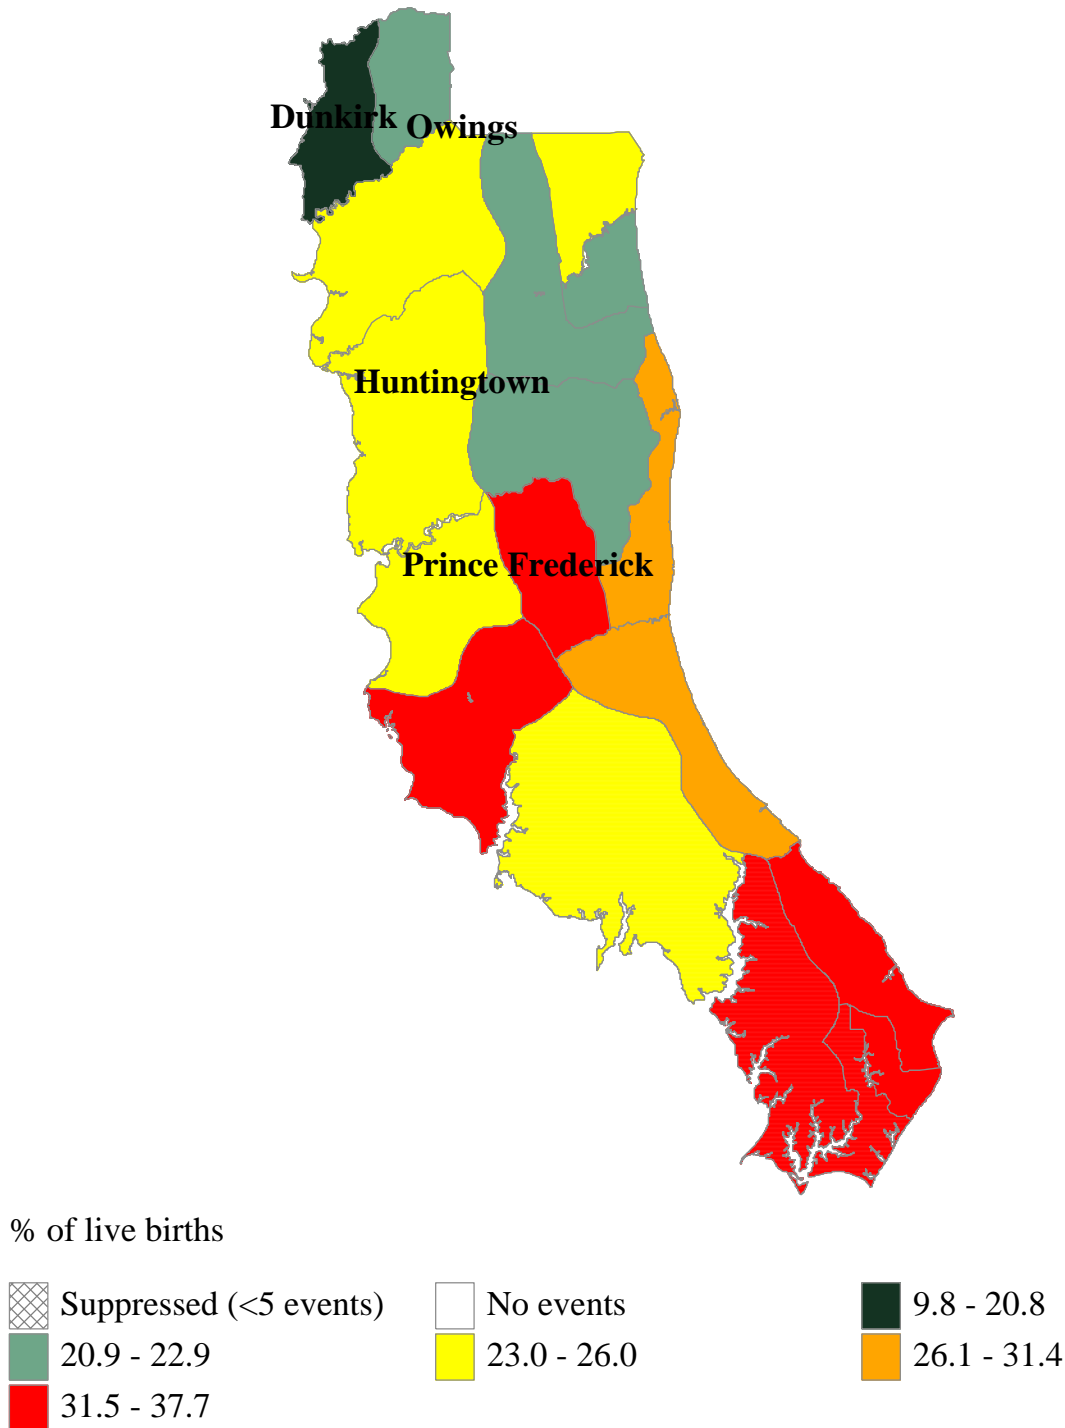 Dunkirk
Owings
Huntingtown
Prince Frederick
% of live births
Suppressed (<5 events)
No events
9.8 - 20.8
20.9 - 22.9
23.0 - 26.0
26.1 - 31.4
31.5 - 37.7